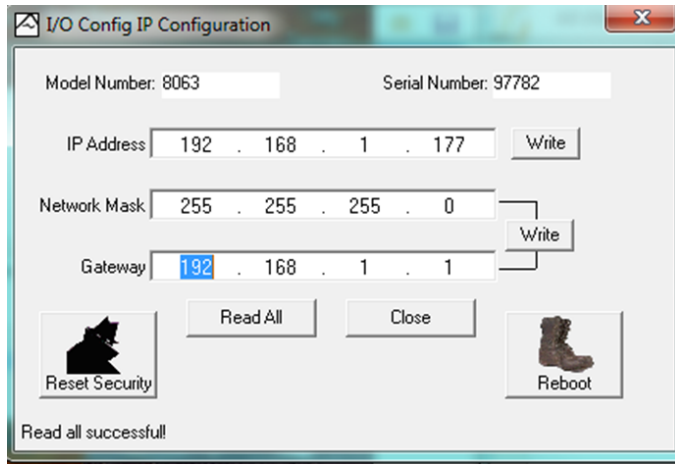 I/O Config IP Configuration
Model Number: 8063 Serial Number: 97782
IP Address 192 . 168 . 1 . 177 Write
Network Mask 255 . 255 . 255 . 0
Write
Gateway 192 . 168 . 1 . 1
Read All Close
Reset Security Reboot
Read all successful!